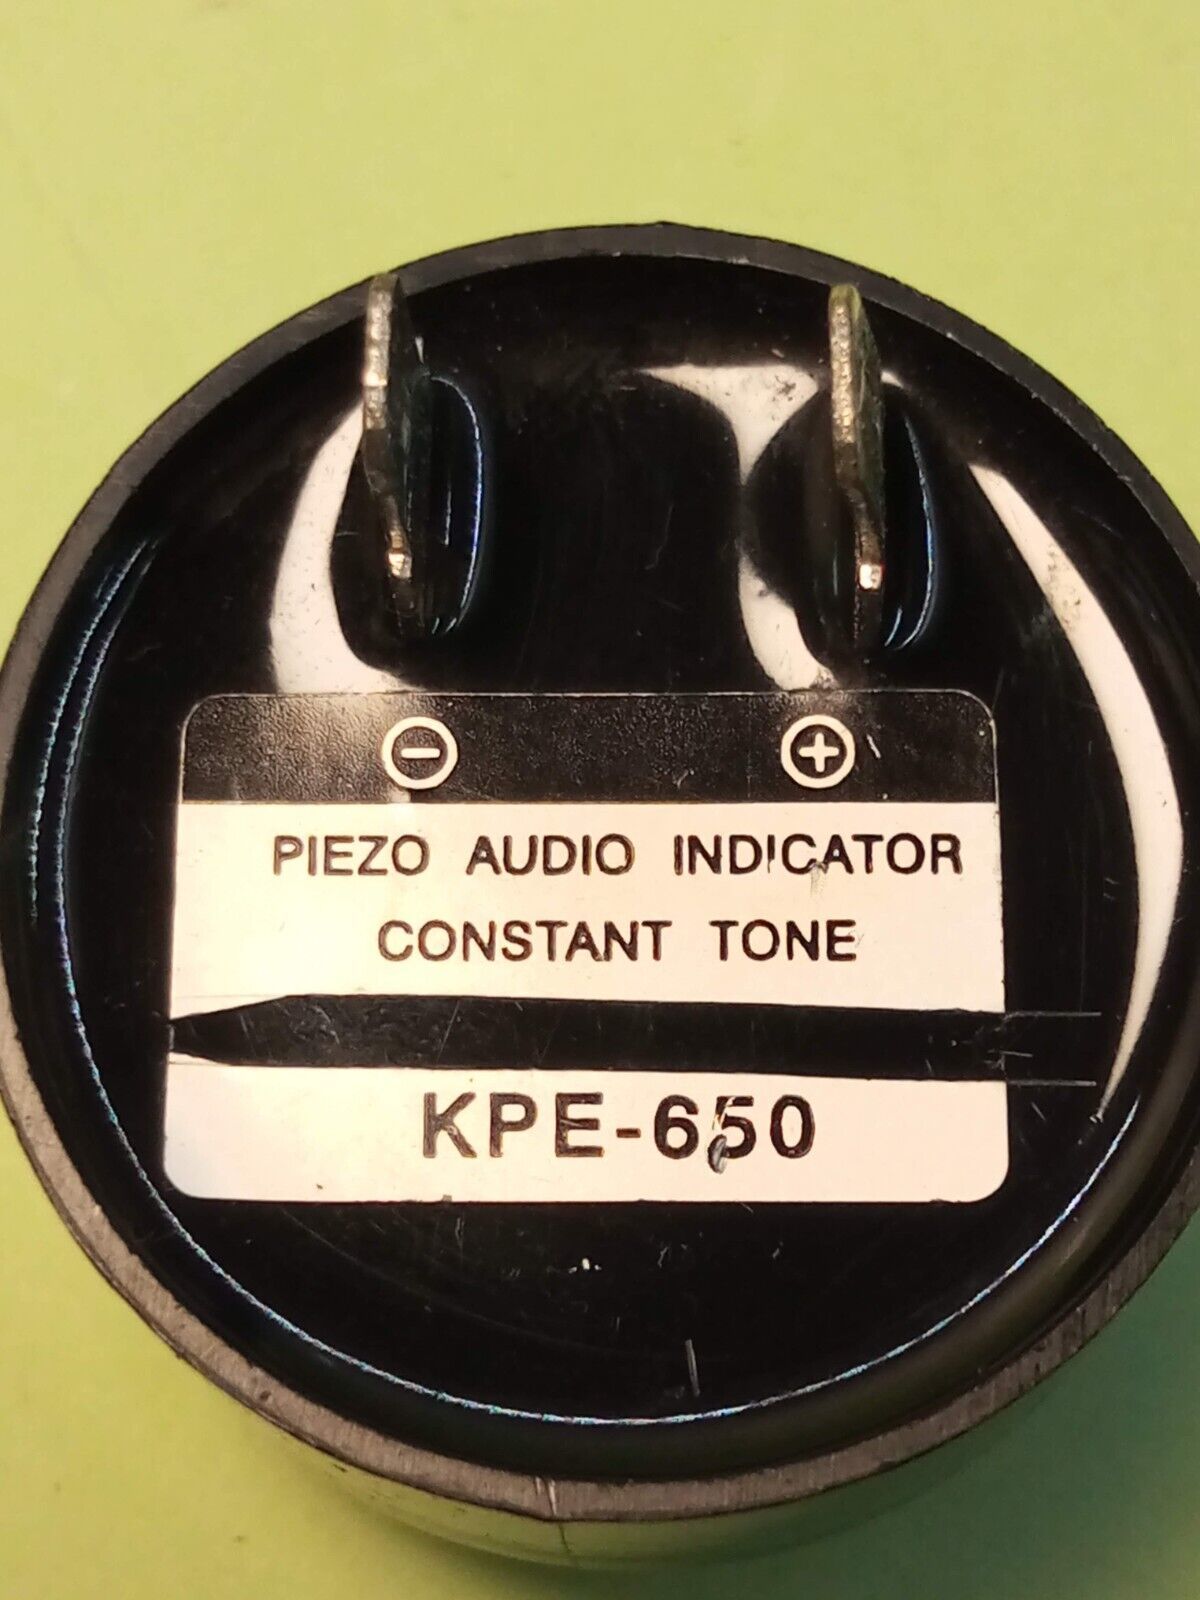 ⊖ ⊕
PIEZO AUDIO INDICATOR
CONSTANT TONE
KPE-650